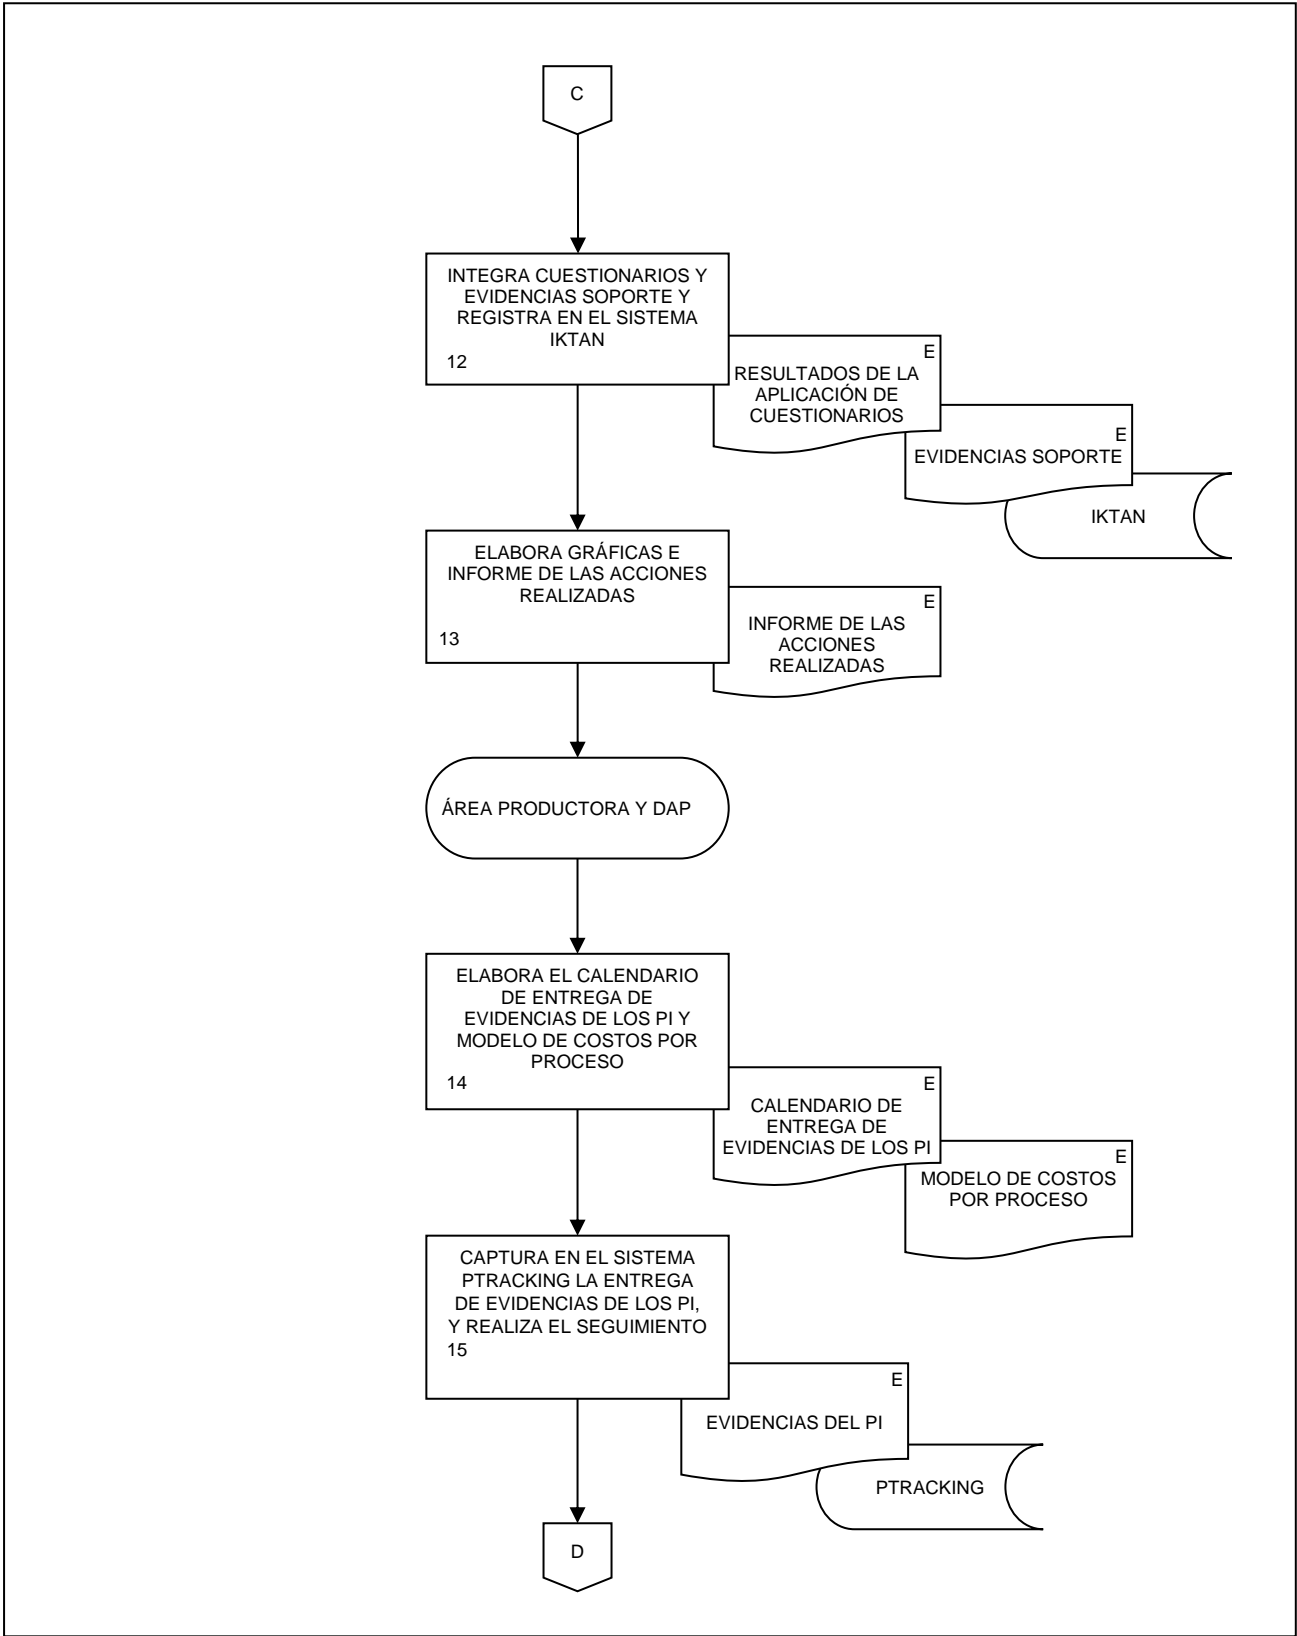 C
INTEGRA CUESTIONARIOS Y
EVIDENCIAS SOPORTE Y
REGISTRA EN EL SISTEMA
IKTAN
12
E
RESULTADOS DE LA
APLICACIÓN DE
CUESTIONARIOS
E
EVIDENCIAS SOPORTE
IKTAN
ELABORA GRÁFICAS E
INFORME DE LAS ACCIONES
REALIZADAS
13
E
INFORME DE LAS
ACCIONES
REALIZADAS
ÁREA PRODUCTORA Y DAP
ELABORA EL CALENDARIO
DE ENTREGA DE
EVIDENCIAS DE LOS PI Y
MODELO DE COSTOS POR
PROCESO
14
E
CALENDARIO DE
ENTREGA DE
EVIDENCIAS DE LOS PI
E
MODELO DE COSTOS
POR PROCESO
CAPTURA EN EL SISTEMA
PTRACKING LA ENTREGA
DE EVIDENCIAS DE LOS PI,
Y REALIZA EL SEGUIMIENTO
15
E
EVIDENCIAS DEL PI
PTRACKING
D